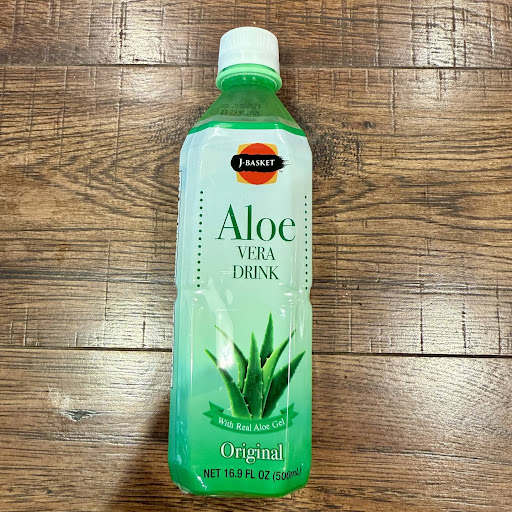 J-BASKET
Aloe
VERA
DRINK
With Real Aloe Gel
Original
NET 16.9 FL OZ (500mL)